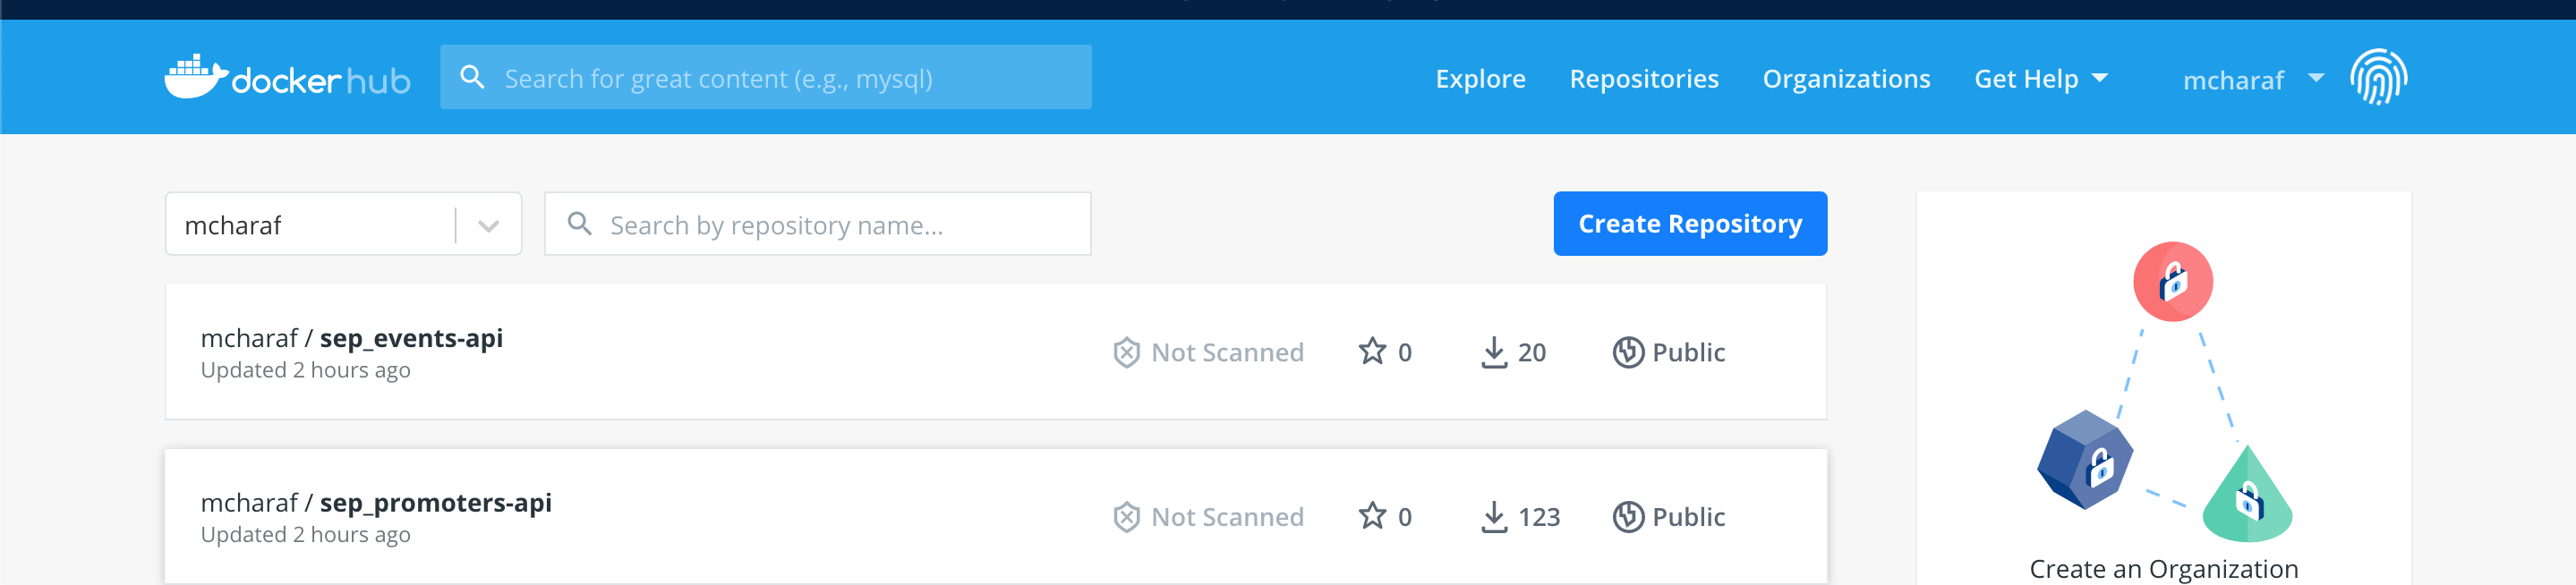 docker hub
Search for great content (e.g., mysql)
Explore
Repositories
Organizations
Get Help
mcharaf
mcharaf
Search by repository name...
Create Repository
mcharaf / sep_events-api
Updated 2 hours ago
Not Scanned
0
20
Public
mcharaf / sep_promoters-api
Updated 2 hours ago
Not Scanned
0
123
Public
Create an Organization